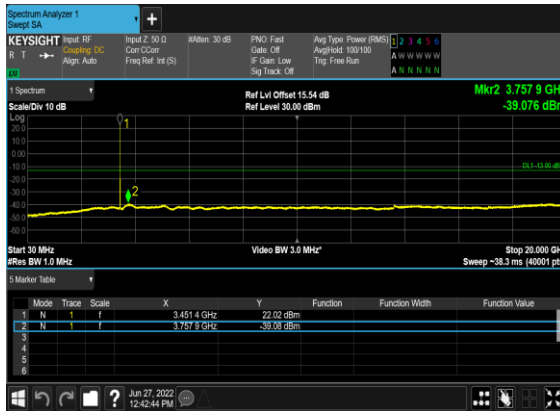 Spectrum Analyzer 1
Swept SA
+
KEYSIGHT Input: RF Input Z: 50 Ω #Atten: 30 dB PNO: Fast Avg Type: Power (RMS) 1 2 3 4 5 6
R T Coupling: DC Corr CCorr Gate: Off Avg|Hold: 100/100 A W W W W W
Align: Auto Freq Ref: Int (S) IF Gain: Low Trig: Free Run
Sig Track: Off A N N N N N
1 Spectrum Ref Lvl Offset 15.54 dB Mkr2 3.757 9 GH
Scale/Div 10 dB Ref Level 30.00 dBm -39.076 dBr
Log
1
20.0
10.0
0.00
-10.0
DL1 -13.00 dB
-20.0
-30.0
2
-40.0
-50.0
-60.0
Start 30 MHz Video BW 3.0 MHz* Stop 20.000 GH
#Res BW 1.0 MHz Sweep ~38.3 ms (40001 pt
5 Marker Table
Mode Trace Scale X Y Function Function Width Function Value
1 N 1 f 3.451 4 GHz 22.02 dBm
2 N 1 f 3.757 9 GHz -39.08 dBm
3
4
5
6
? Jun 27, 2022
12:42:44 PM